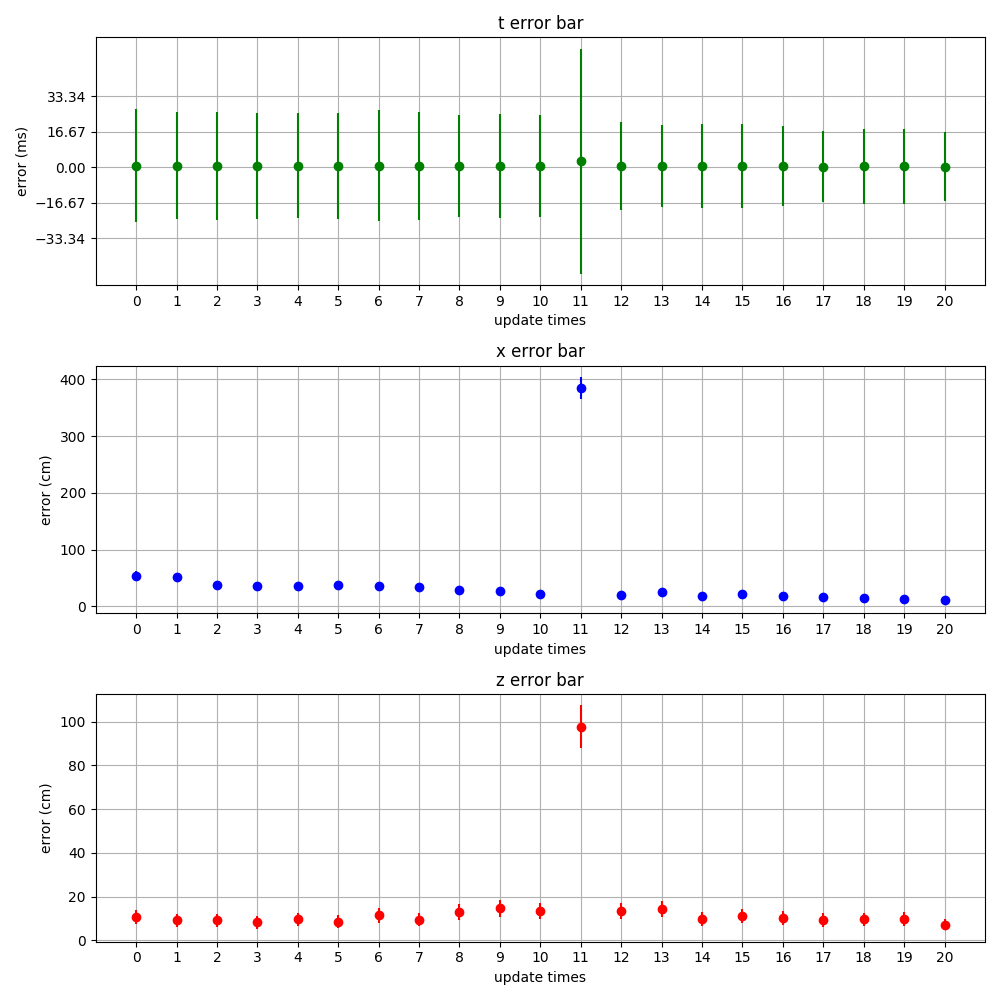 t error bar
33.34
16.67
0.00
−16.67
−33.34
error (ms)
0 1 2 3 4 5 6 7 8 9 10 11 12 13 14 15 16 17 18 19 20
update times
x error bar
400
300
200
100
0
error (cm)
0 1 2 3 4 5 6 7 8 9 10 11 12 13 14 15 16 17 18 19 20
update times
z error bar
100
80
60
40
20
0
error (cm)
0 1 2 3 4 5 6 7 8 9 10 11 12 13 14 15 16 17 18 19 20
update times